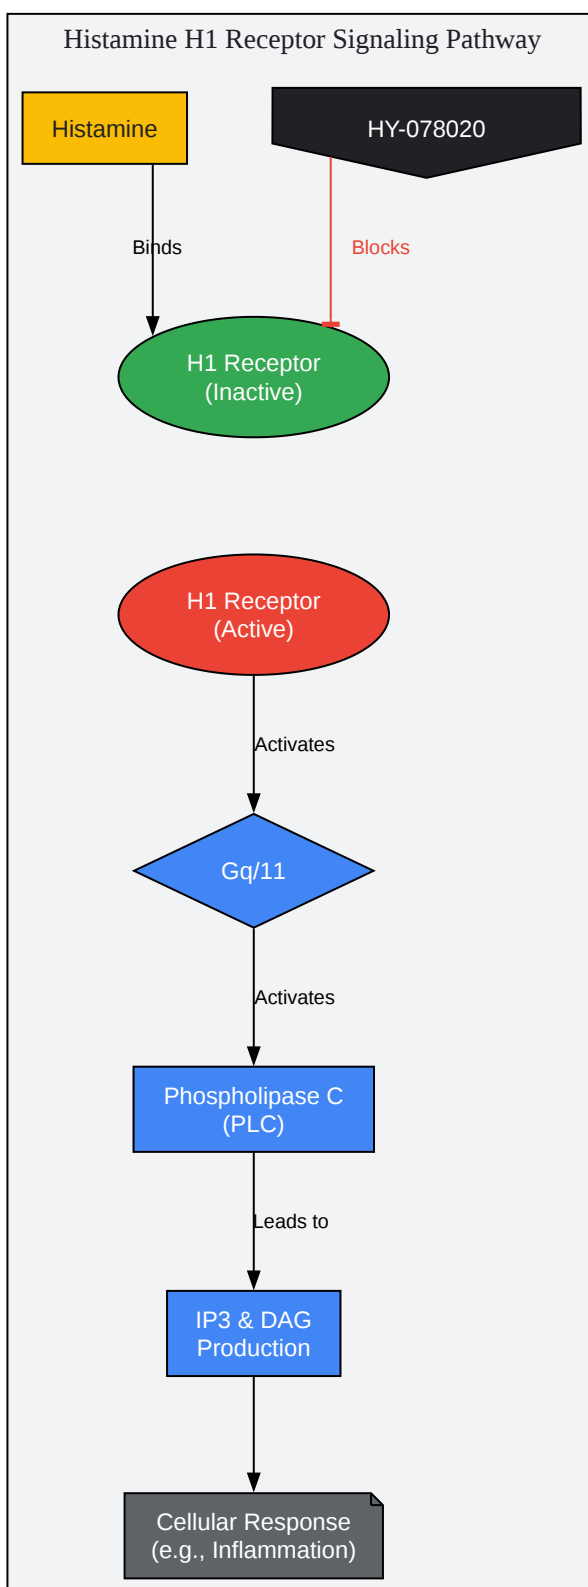 Histamine H1 Receptor Signaling Pathway
Histamine
HY-078020
Binds
Blocks
H1 Receptor
(Inactive)
H1 Receptor
(Active)
Activates
Gq/11
Activates
Phospholipase C
(PLC)
Leads to
IP3 & DAG
Production
Cellular Response
(e.g., Inflammation)